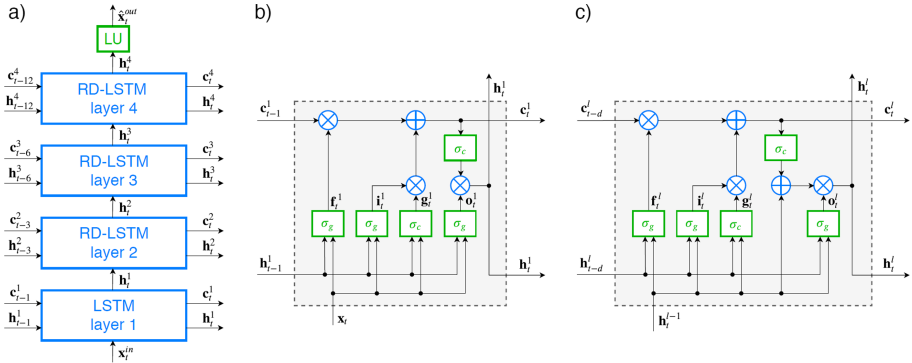 a)
x̂_t^{out}
LU
h_t^4
c_{t-12}^4
c_t^4
RD-LSTM
layer 4
h_{t-12}^4
h_t^4
h_t^3
c_{t-6}^3
c_t^3
RD-LSTM
layer 3
h_{t-6}^3
h_t^3
h_t^2
c_{t-3}^2
c_t^2
RD-LSTM
layer 2
h_{t-3}^2
h_t^2
h_t^1
c_{t-1}^1
c_t^1
LSTM
layer 1
h_{t-1}^1
h_t^1
x_t^{in}
b)
h_t^1
c_{t-1}^1
c_t^1
σ_c
f_t^1
i_t^1
g_t^1
o_t^1
σ_g
σ_g
σ_c
σ_g
h_{t-1}^1
h_t^1
x_t
c)
h_t^l
c_{t-d}^l
c_t^l
σ_c
f_t^l
i_t^l
g_t^l
o_t^l
σ_g
σ_g
σ_c
σ_g
h_{t-d}^l
h_t^l
h_t^{l-1}